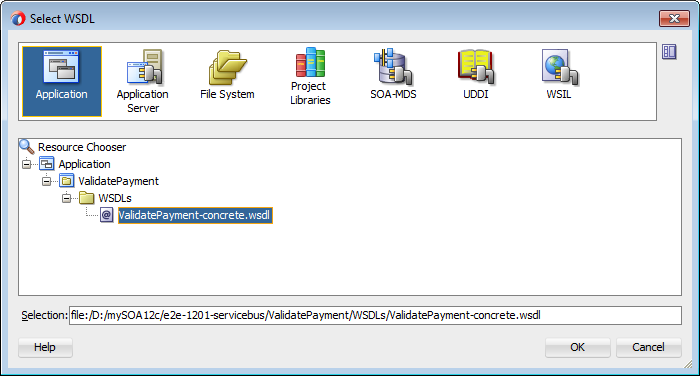 Select WSDL
Application
Application
Server
File System
Project
Libraries
SOA-MDS
UDDI
WSIL
Resource Chooser
Application
ValidatePayment
WSDLs
@ ValidatePayment-concrete.wsdl
Selection: file:/D:/mySOA12c/e2e-1201-servicebus/ValidatePayment/WSDLs/ValidatePayment-concrete.wsdl
Help
OK
Cancel